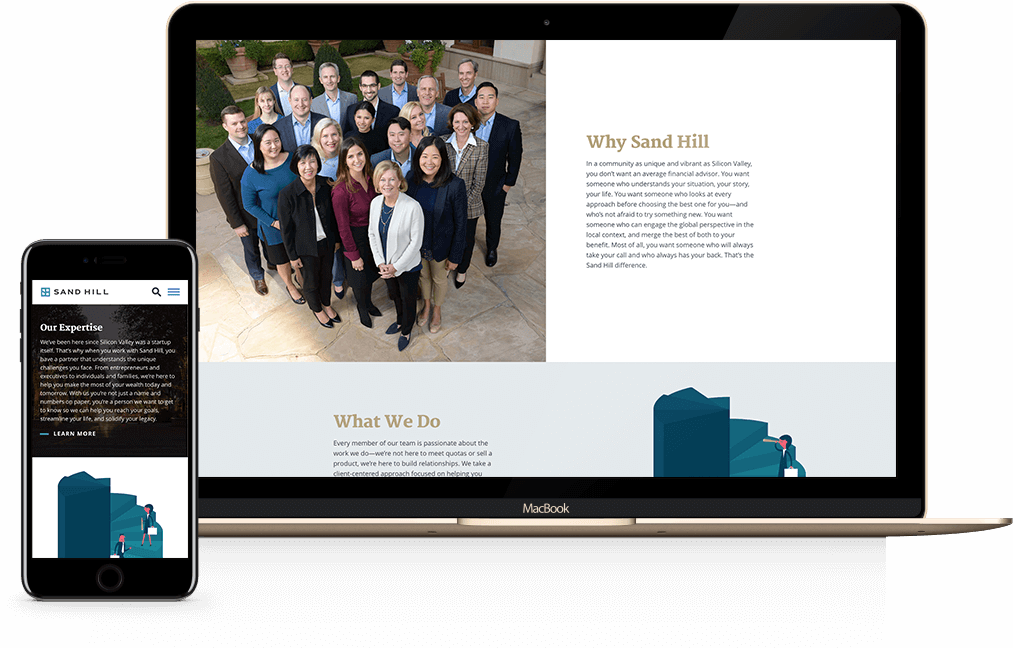 Why Sand Hill
In a community as unique and vibrant as Silicon Valley,
you don't want an average financial advisor. You want
someone who understands your situation, your story,
your life. You want someone who looks at every
approach before choosing the best one for you—and
who's not afraid to try something new. You want
someone who can engage the global perspective in the
local context, and merge the best of both to your
benefit. Most of all, you want someone who will always
take your call and who always has your back. That's the
Sand Hill difference.
What We Do
Every member of our team is passionate about the
work we do—we're not here to meet quotas or sell a
product, we're here to build relationships. We take a
client-centered approach focused on helping you
MacBook
SAND HILL
Our Expertise
We've been here since Silicon Valley was a startup
itself. That's why when you work with Sand Hill, you
have a partner that understands the unique
challenges you face. From entrepreneurs and
executives to individuals and families, we're here to
help you make the most of your wealth today and
tomorrow. With us you're not just a name and
numbers on paper, you're a person we want to get
to know so we can help you reach your goals,
streamline your life, and solidify your legacy.
LEARN MORE